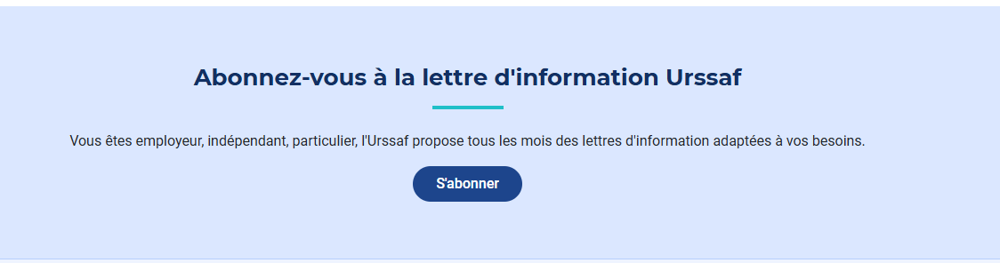 Abonnez-vous à la lettre d'information Urssaf
Vous êtes employeur, indépendant, particulier, l'Urssaf propose tous les mois des lettres d'information adaptées à vos besoins.
S'abonner